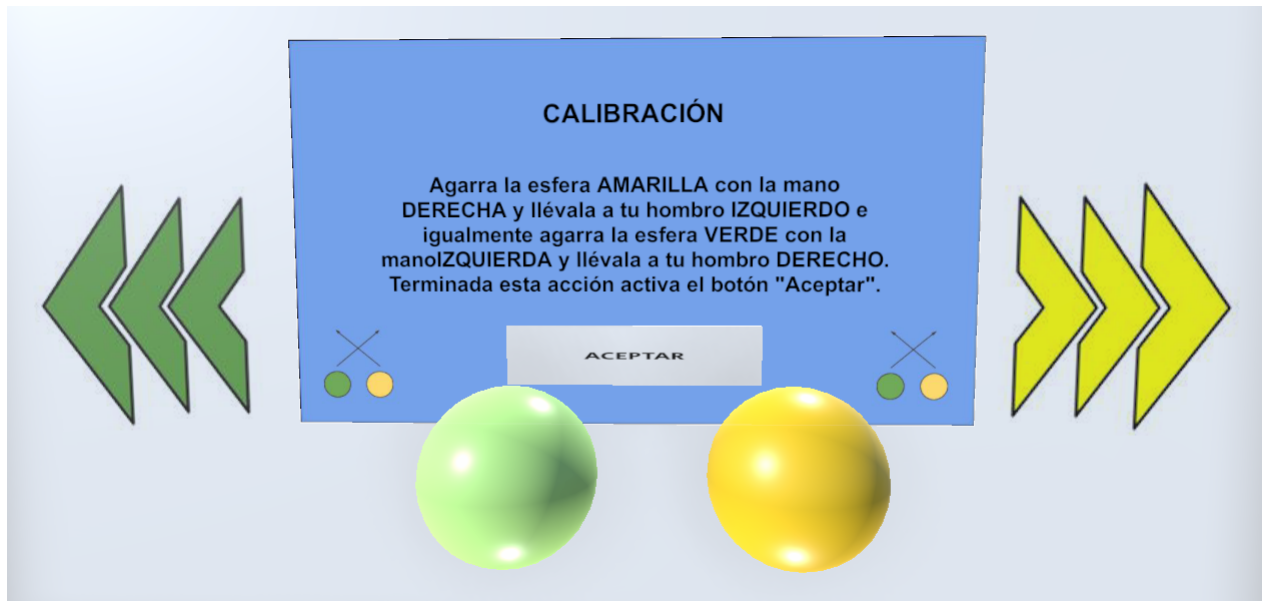 CALIBRACIÓN
Agarra la esfera AMARILLA con la mano
DERECHA y llévala a tu hombro IZQUIERDO e
igualmente agarra la esfera VERDE con la
manoIZQUIERDA y llévala a tu hombro DERECHO.
Terminada esta acción activa el botón "Aceptar".
ACEPTAR